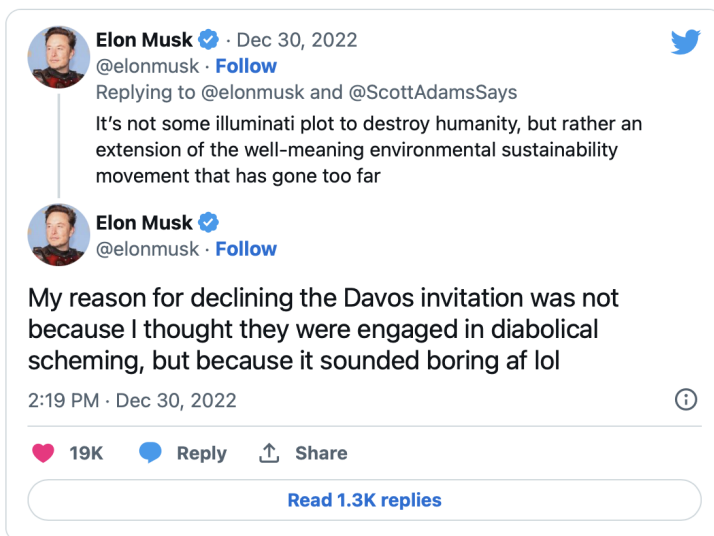 Elon Musk · Dec 30, 2022
@elonmusk · Follow
Replying to @elonmusk and @ScottAdamsSays
It’s not some illuminati plot to destroy humanity, but rather an
extension of the well-meaning environmental sustainability
movement that has gone too far
Elon Musk
@elonmusk · Follow
My reason for declining the Davos invitation was not
because I thought they were engaged in diabolical
scheming, but because it sounded boring af lol
2:19 PM · Dec 30, 2022
19K Reply Share
Read 1.3K replies